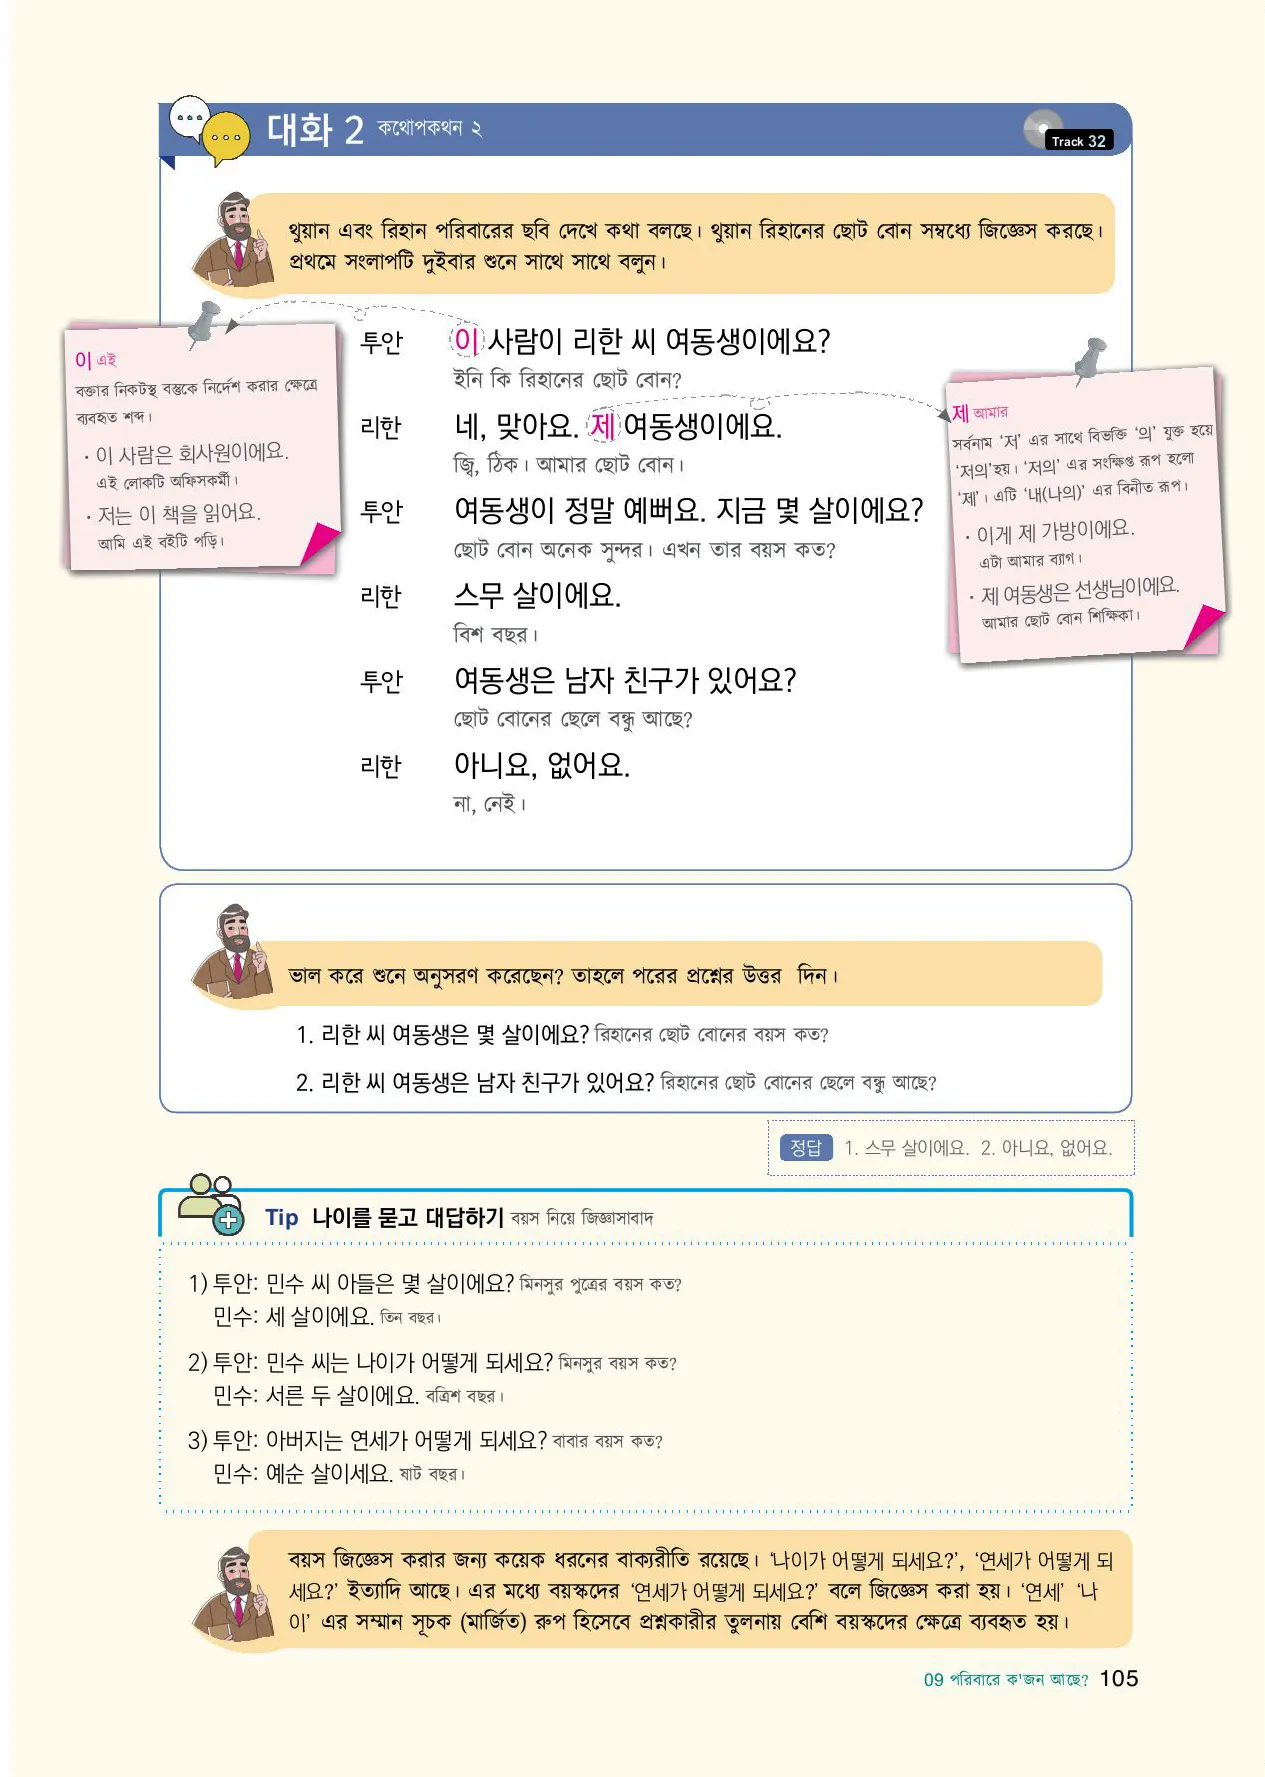 대화 2 কথোপকথন ২
Track 32
থুয়ান এবং রিহান পরিবারের ছবি দেখে কথা বলছে। থুয়ান রিহানের ছোট বোন সম্বধ্যে জিজ্ঞেস করছে।
প্রথমে সংলাপটি দুইবার শুনে সাথে সাথে বলুন।
이 এই
বক্তার নিকটস্থ বস্তুকে নির্দেশ করার ক্ষেত্রে
ব্যবহৃত শব্দ।
· 이 사람은 회사원이에요.
এই লোকটি অফিসকর্মী।
· 저는 이 책을 읽어요.
আমি এই বইটি পড়ি।
투안 이 사람이 리한 씨 여동생이에요?
ইনি কি রিহানের ছোট বোন?
리한 네, 맞아요. 제 여동생이에요.
জ্বি, ঠিক। আমার ছোট বোন।
투안 여동생이 정말 예뻐요. 지금 몇 살이에요?
ছোট বোন অনেক সুন্দর। এখন তার বয়স কত?
리한 스무 살이에요.
বিশ বছর।
투안 여동생은 남자 친구가 있어요?
ছোট বোনের ছেলে বন্ধু আছে?
리한 아니요, 없어요.
না, নেই।
제 আমার
সর্বনাম ‘저’ এর সাথে বিভক্তি ‘의’ যুক্ত হয়ে
‘저의’হয়। ‘저의’ এর সংক্ষিপ্ত রূপ হলো
‘제’। এটি ‘내(나의)’ এর বিনীত রূপ।
· 이게 제 가방이에요.
এটা আমার ব্যাগ।
· 제 여동생은 선생님이에요.
আমার ছোট বোন শিক্ষিকা।
ভাল করে শুনে অনুসরণ করেছেন? তাহলে পরের প্রশ্নের উত্তর দিন।
1. 리한 씨 여동생은 몇 살이에요? রিহানের ছোট বোনের বয়স কত?
2. 리한 씨 여동생은 남자 친구가 있어요? রিহানের ছোট বোনের ছেলে বন্ধু আছে?
정답 1. 스무 살이에요. 2. 아니요, 없어요.
Tip 나이를 묻고 대답하기 বয়স নিয়ে জিজ্ঞাসাবাদ
1) 투안: 민수 씨 아들은 몇 살이에요? মিনসুর পুত্রের বয়স কত?
민수: 세 살이에요. তিন বছর।
2) 투안: 민수 씨는 나이가 어떻게 되세요? মিনসুর বয়স কত?
민수: 서른 두 살이에요. বত্রিশ বছর।
3) 투안: 아버지는 연세가 어떻게 되세요? বাবার বয়স কত?
민수: 예순 살이세요. ষাট বছর।
বয়স জিজ্ঞেস করার জন্য কয়েক ধরনের বাক্যরীতি রয়েছে। ‘나이가 어떻게 되세요?’, ‘연세가 어떻게 되
세요?’ ইত্যাদি আছে। এর মধ্যে বয়স্কদের ‘연세가 어떻게 되세요?’ বলে জিজ্ঞেস করা হয়। ‘연세’ ‘나
이’ এর সম্মান সূচক (মার্জিত) রুপ হিসেবে প্রশ্নকারীর তুলনায় বেশি বয়স্কদের ক্ষেত্রে ব্যবহৃত হয়।
09 পরিবারে ক'জন আছে? 105